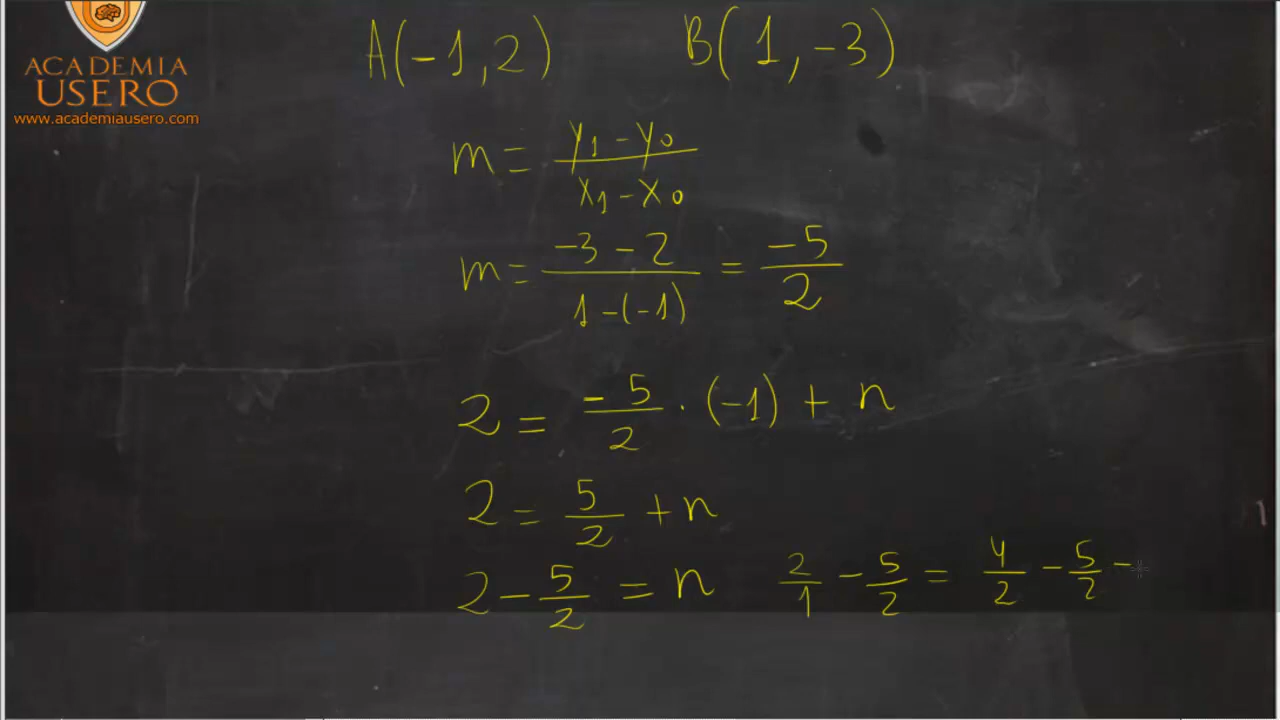 ACADEMIA
USERO
www.academiausero.com
A(-1,2) B(1,-3)
m = y₁ - y₀ / x₁ - x₀
m = -3 - 2 / 1 - (-1) = -5 / 2
2 = -5/2 · (-1) + n
2 = 5/2 + n
2 - 5/2 = n 2/1 - 5/2 = 4/2 - 5/2 -